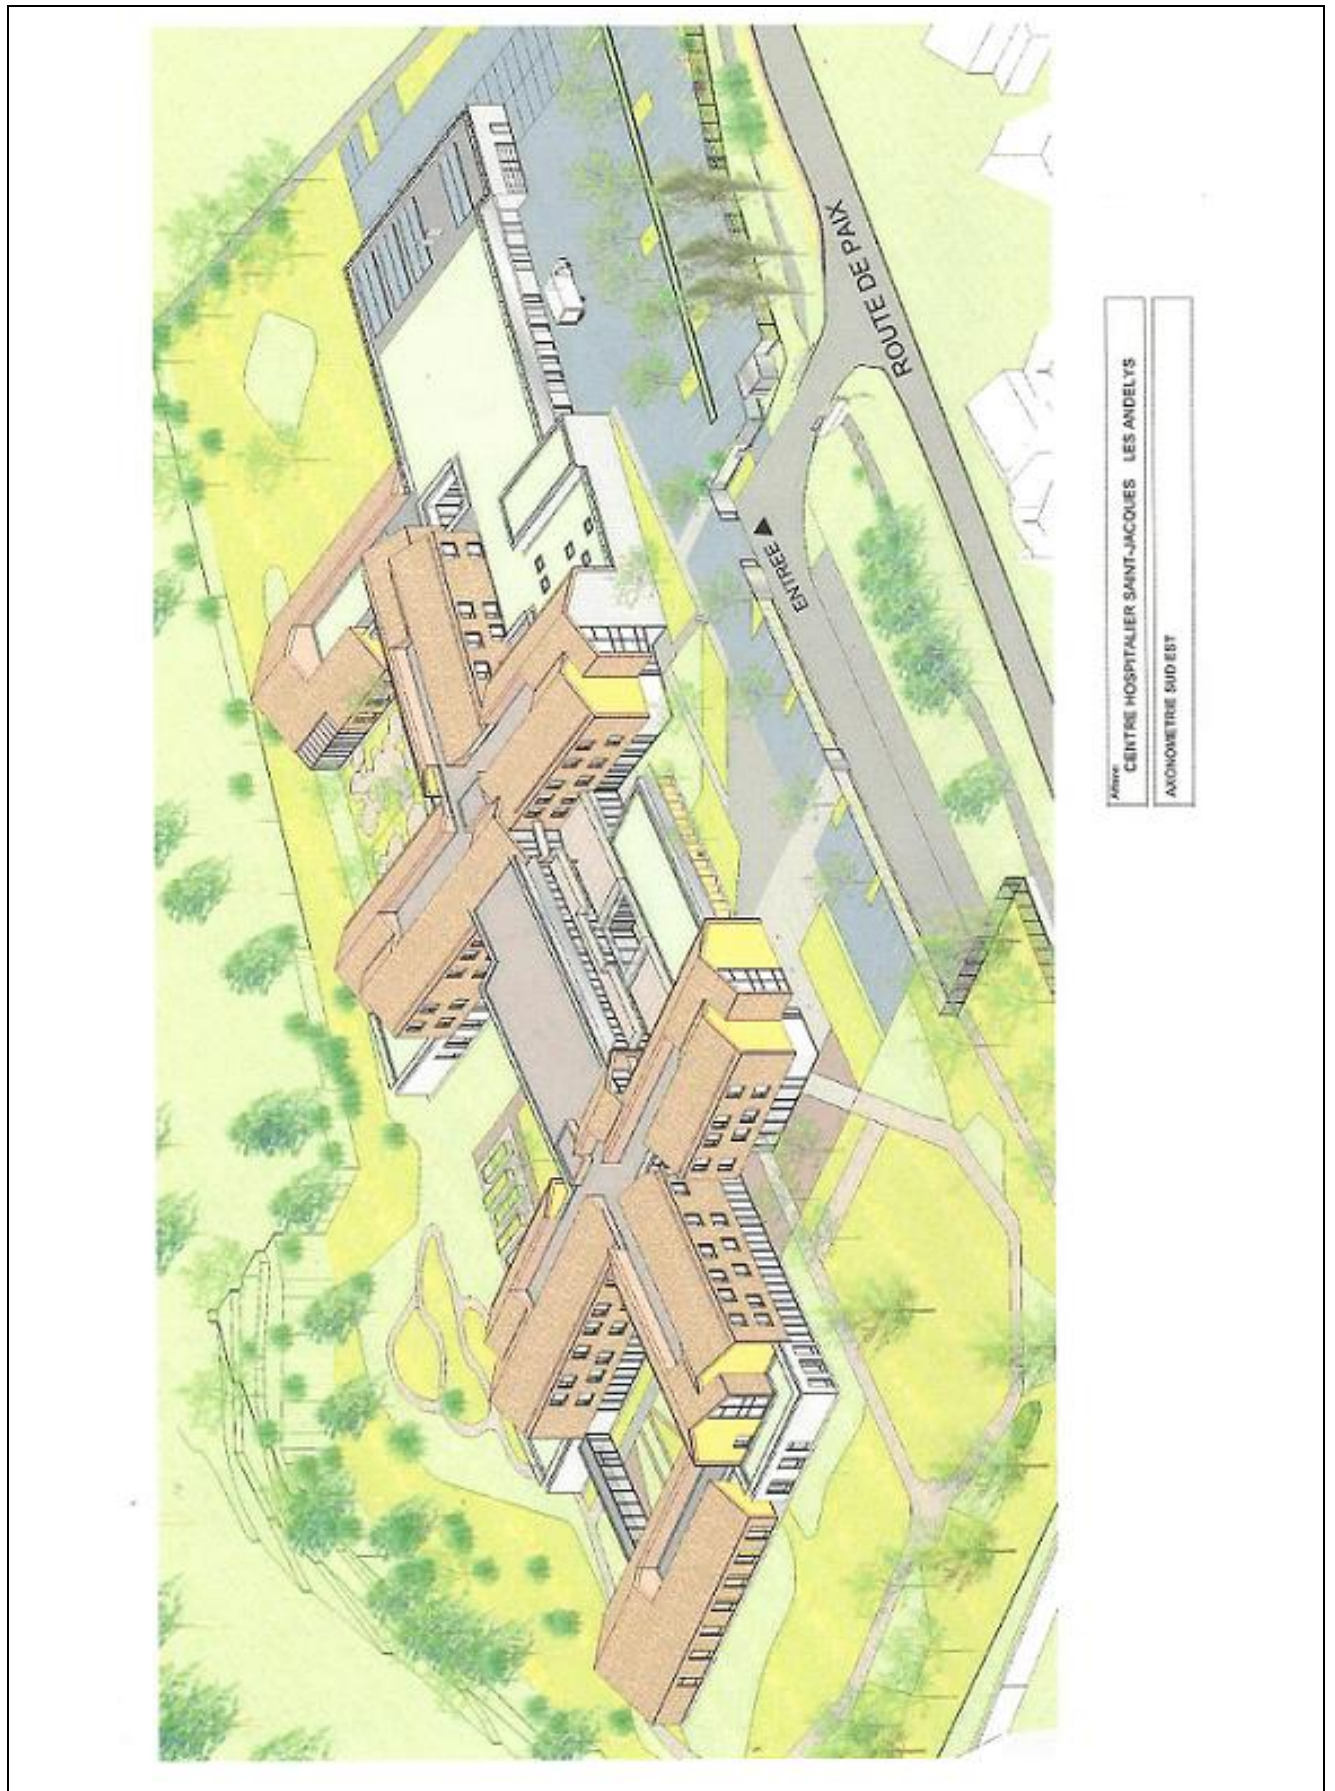 ROUTE DE PAIX
ENTREE
CENTRE HOSPITALIER SAINT-JACQUES LES ANDELYS
AXONOMETRIE SUD EST